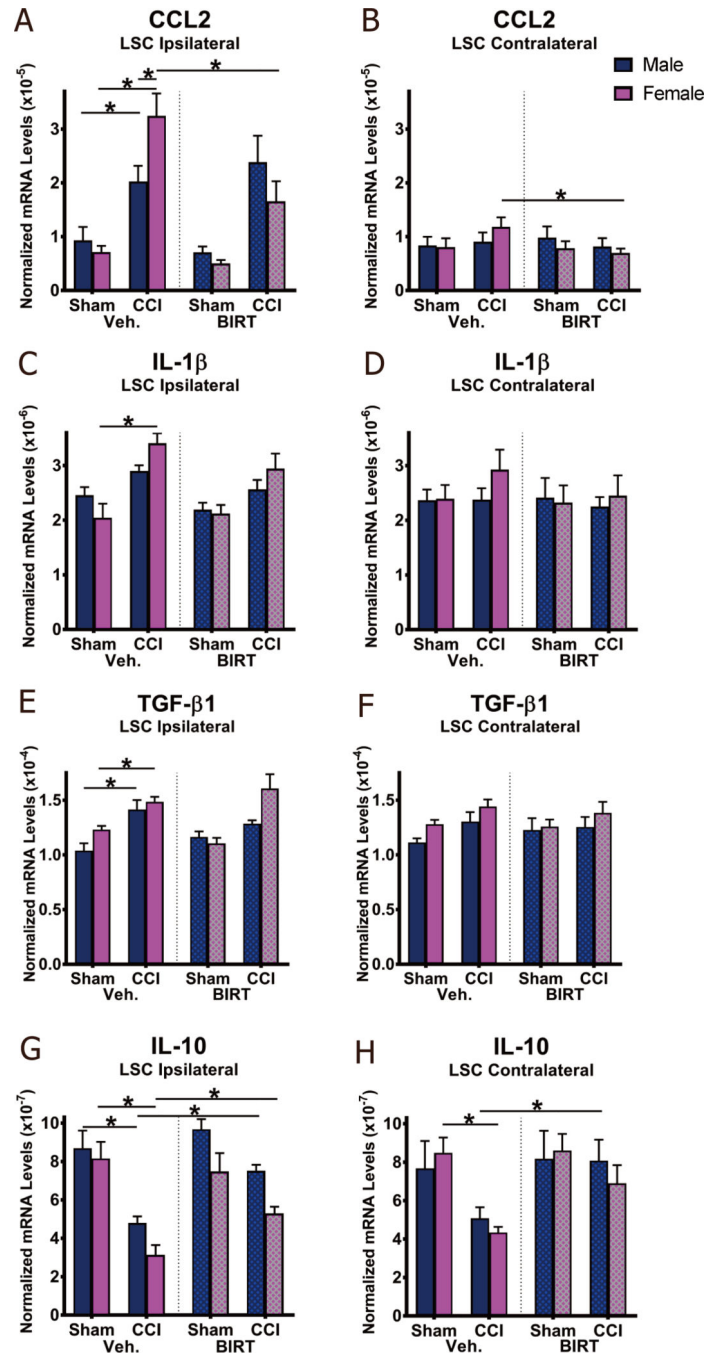 A
CCL2
LSC Ipsilateral
Normalized mRNA Levels (x10-5)
3
2
1
0
*
*
*
*
Sham CCI Sham CCI
Veh. BIRT
B
CCL2
LSC Contralateral
Male
Female
Normalized mRNA Levels (x10-5)
3
2
1
0
*
Sham CCI Sham CCI
Veh. BIRT
C
IL-1β
LSC Ipsilateral
Normalized mRNA Levels (x10-6)
3
2
1
0
*
Sham CCI Sham CCI
Veh. BIRT
D
IL-1β
LSC Contralateral
Normalized mRNA Levels (x10-6)
3
2
1
0
Sham CCI Sham CCI
Veh. BIRT
E
TGF-β1
LSC Ipsilateral
Normalized mRNA Levels (x10-4)
1.5
1.0
0.5
0.0
*
*
Sham CCI Sham CCI
Veh. BIRT
F
TGF-β1
LSC Contralateral
Normalized mRNA Levels (x10-4)
1.5
1.0
0.5
0.0
Sham CCI Sham CCI
Veh. BIRT
G
IL-10
LSC Ipsilateral
Normalized mRNA Levels (x10-7)
10
8
6
4
2
0
*
*
*
*
Sham CCI Sham CCI
Veh. BIRT
H
IL-10
LSC Contralateral
Normalized mRNA Levels (x10-7)
10
8
6
4
2
0
*
*
Sham CCI Sham CCI
Veh. BIRT